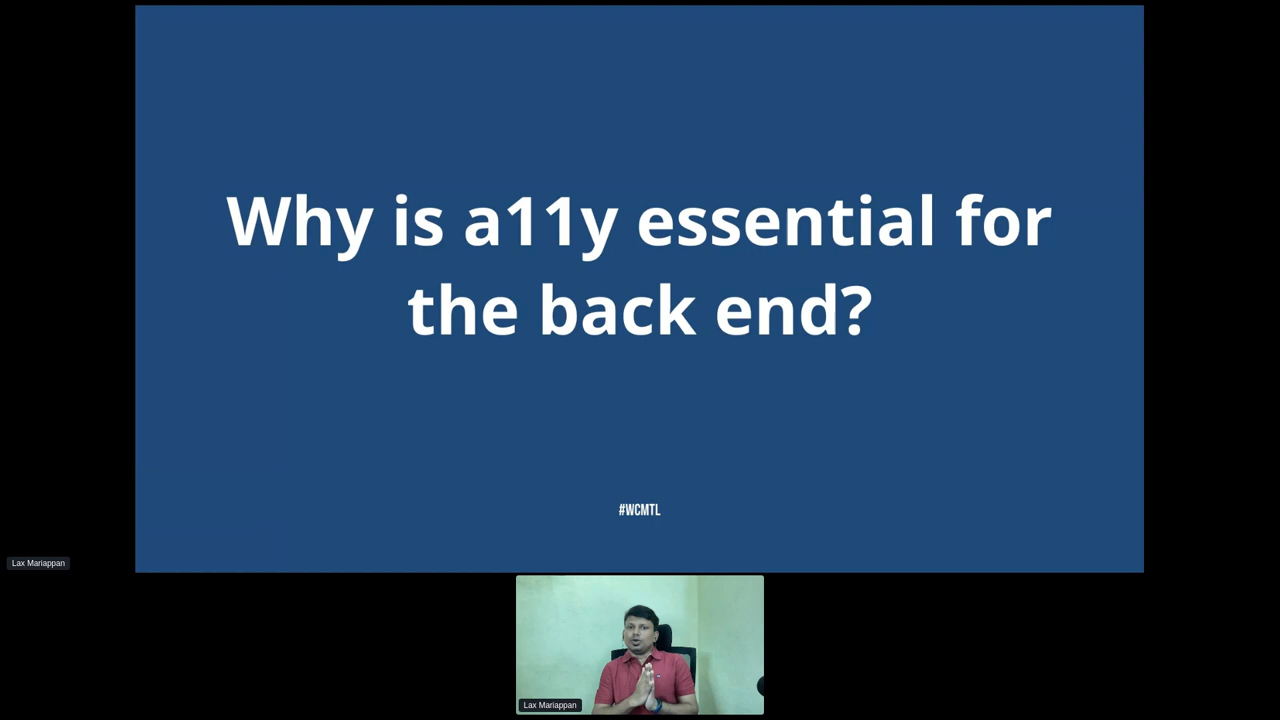 Why is a11y essential for
the back end?
#WCMTL
Lax Mariappan
Lax Mariappan